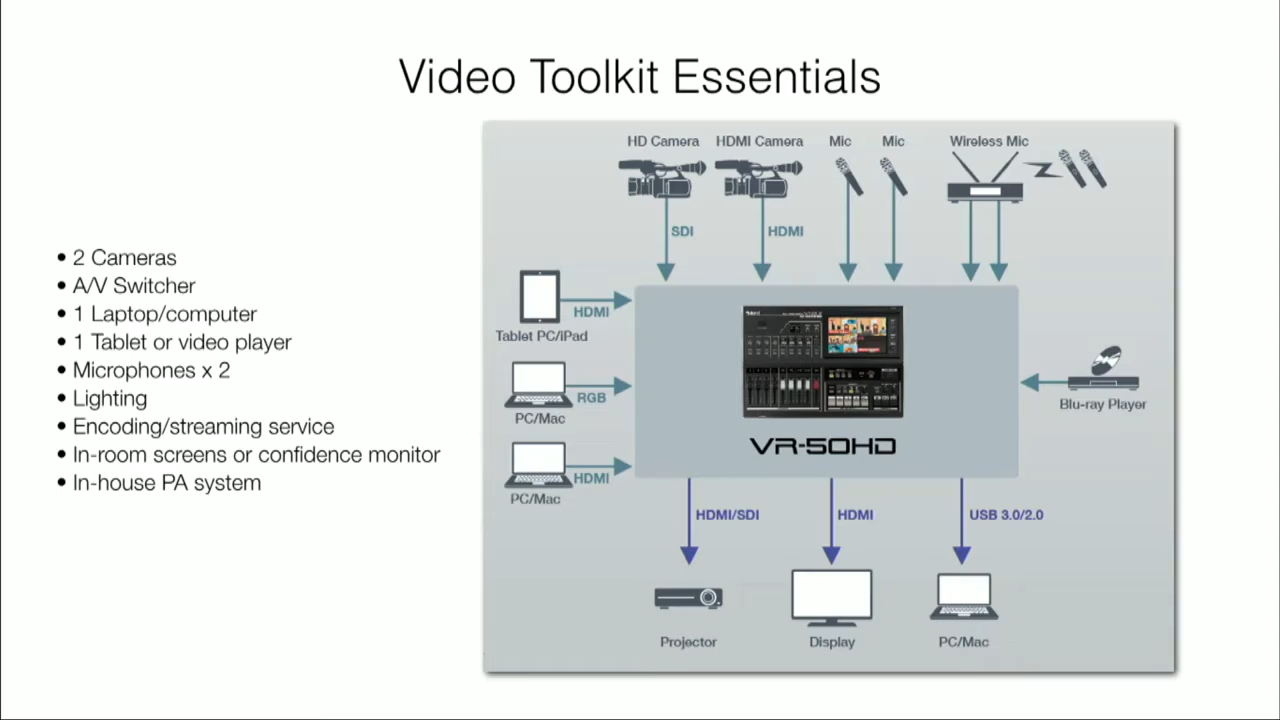 Video Toolkit Essentials
• 2 Cameras
• A/V Switcher
• 1 Laptop/computer
• 1 Tablet or video player
• Microphones x 2
• Lighting
• Encoding/streaming service
• In-room screens or confidence monitor
• In-house PA system
HD Camera
HDMI Camera
Mic
Mic
Wireless Mic
SDI
HDMI
HDMI
Tablet PC/iPad
RGB
PC/Mac
HDMI
PC/Mac
VR-50HD
Blu-ray Player
HDMI/SDI
HDMI
USB 3.0/2.0
Projector
Display
PC/Mac